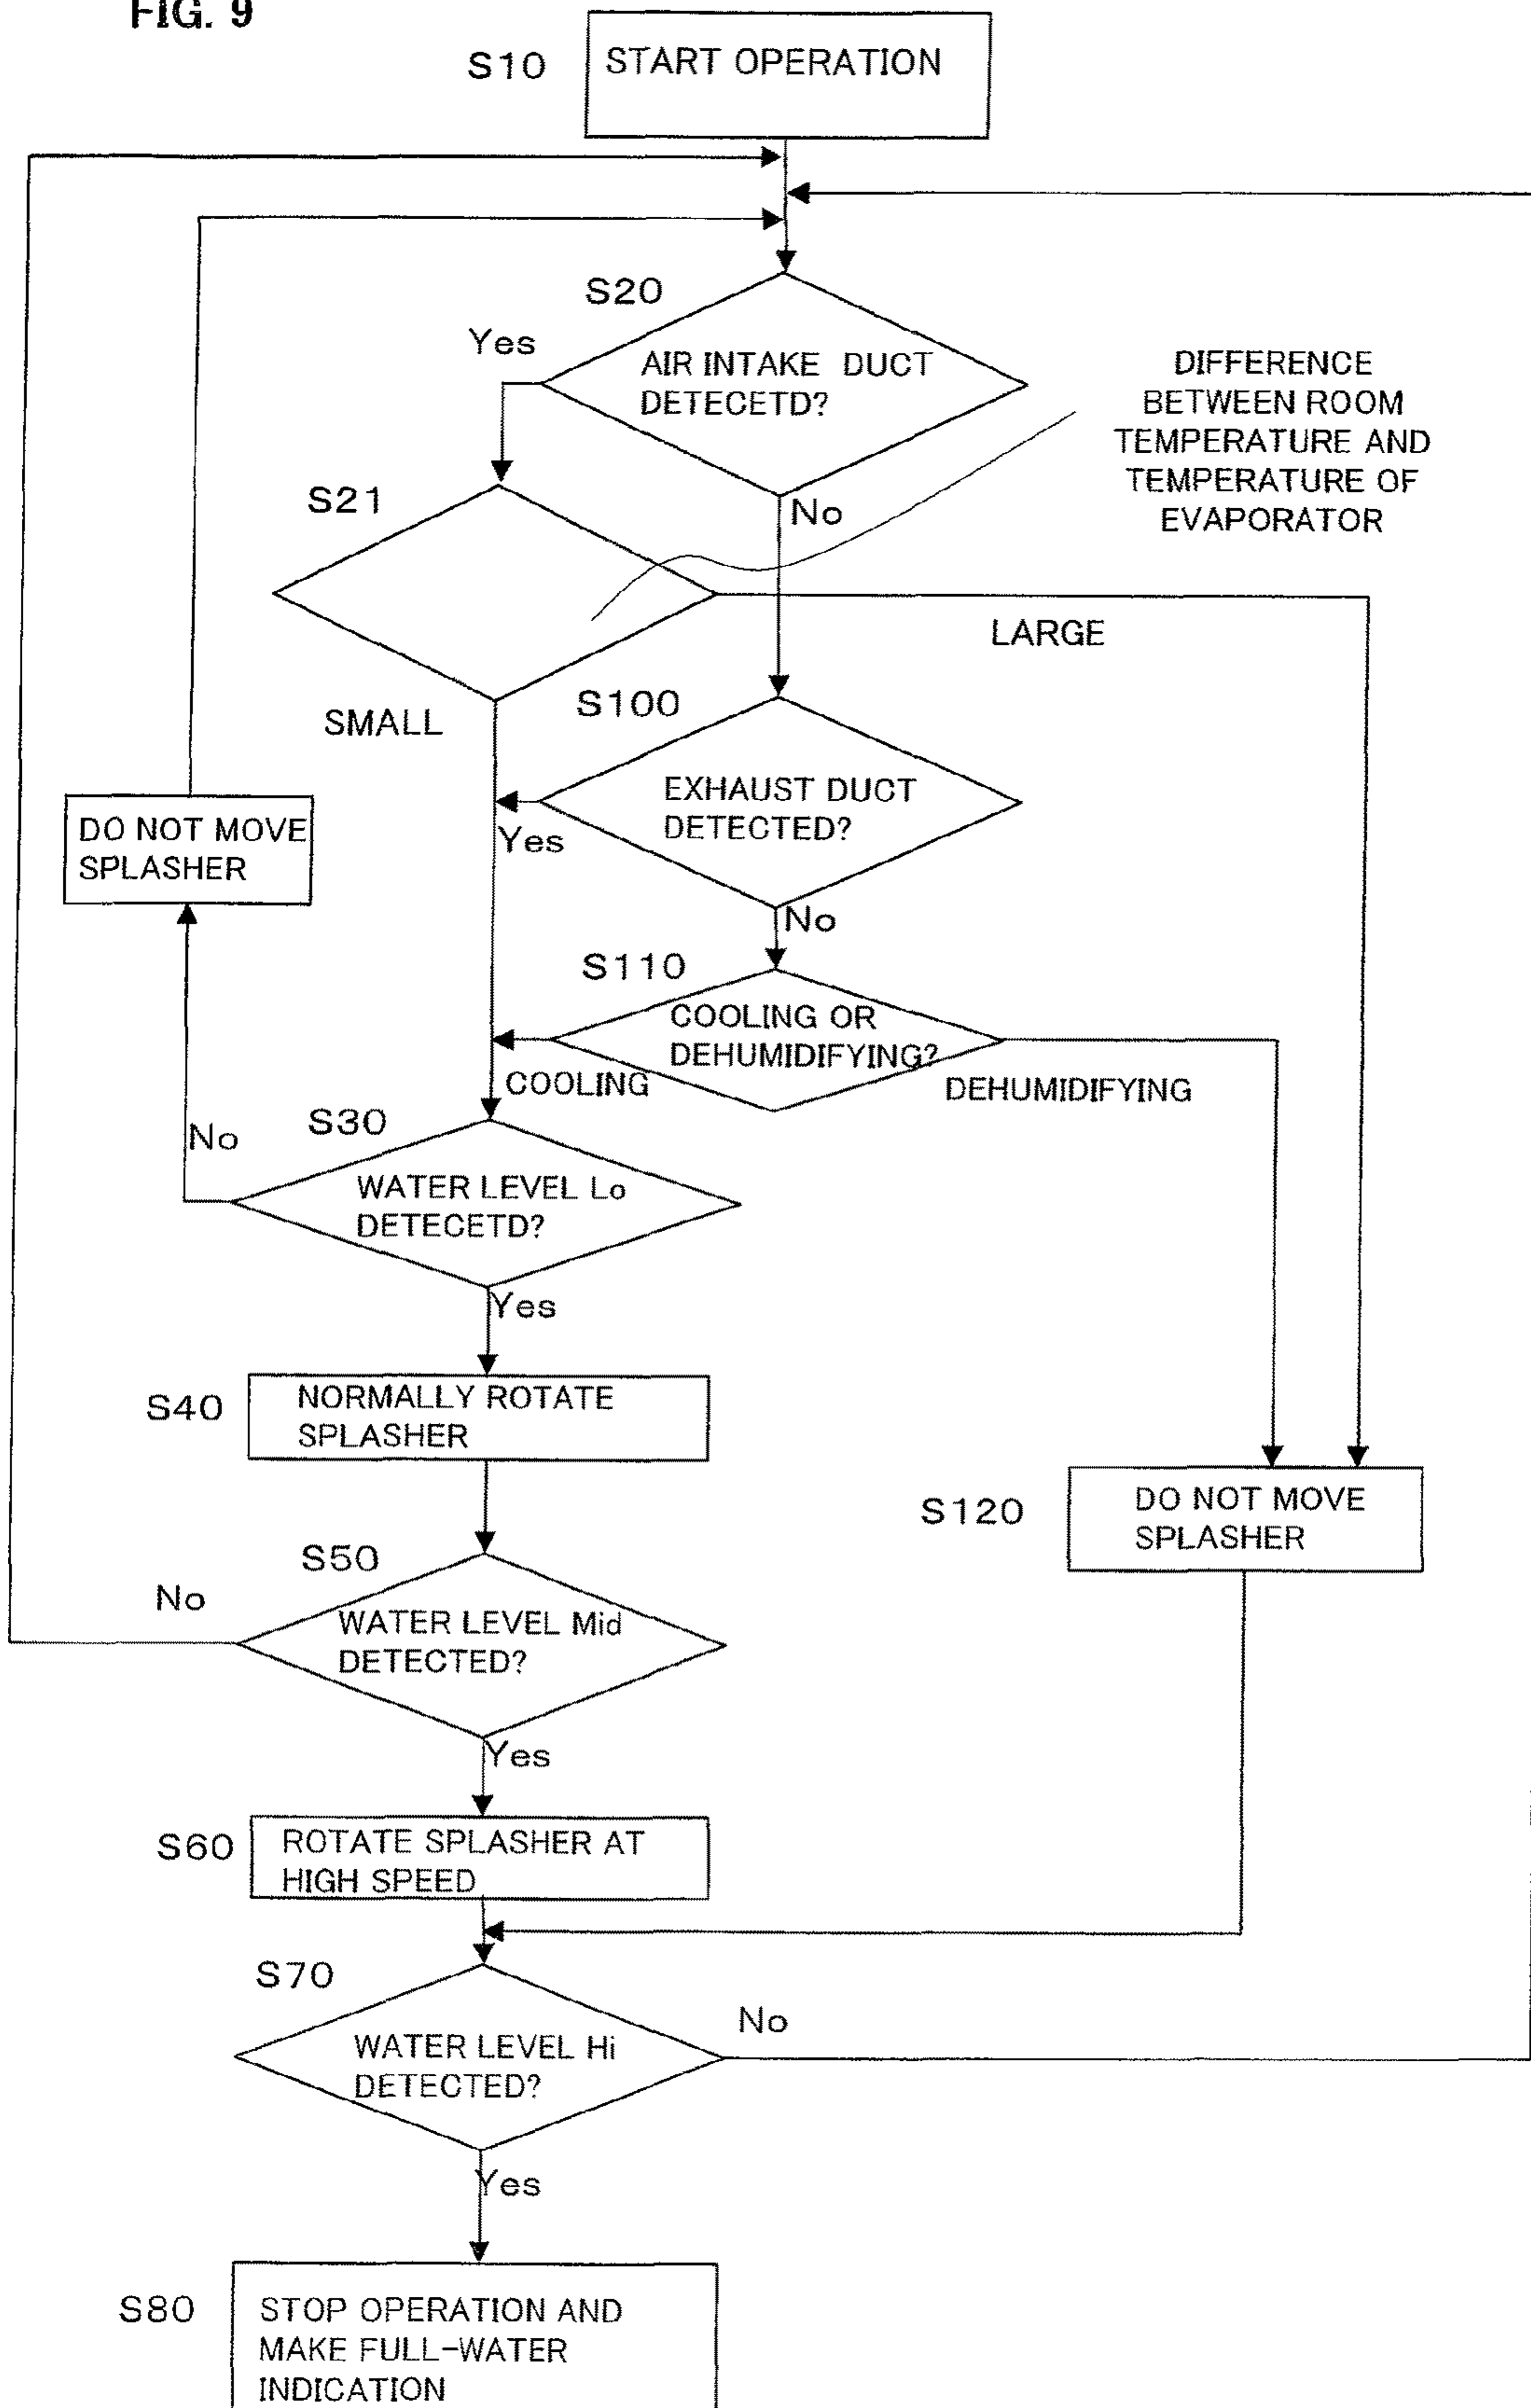 FIG. 9
S10
START OPERATION
S20
Yes
AIR INTAKE DUCT
DETECETD?
DIFFERENCE
BETWEEN ROOM
TEMPERATURE AND
TEMPERATURE OF
EVAPORATOR
No
S21
LARGE
SMALL
S100
EXHAUST DUCT
DETECTED?
Yes
DO NOT MOVE
SPLASHER
No
S110
COOLING OR
DEHUMIDIFYING?
COOLING
DEHUMIDIFYING
No
S30
WATER LEVEL Lo
DETECETD?
Yes
S40
NORMALLY ROTATE
SPLASHER
S120
DO NOT MOVE
SPLASHER
S50
No
WATER LEVEL Mid
DETECTED?
Yes
S60
ROTATE SPLASHER AT
HIGH SPEED
S70
No
WATER LEVEL Hi
DETECTED?
Yes
S80
STOP OPERATION AND
MAKE FULL-WATER
INDICATION